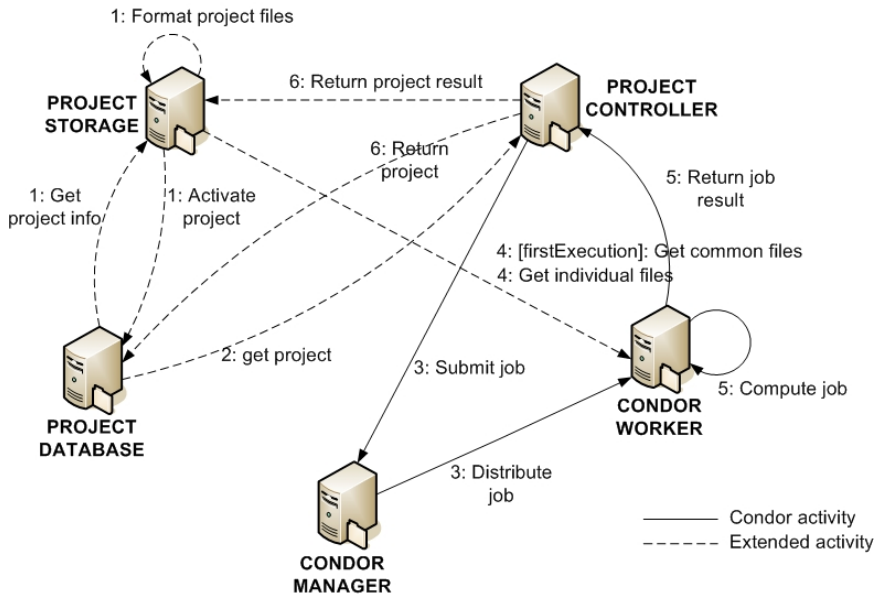 1: Format project files
PROJECT
STORAGE
6: Return project result
PROJECT
CONTROLLER
6: Return
project
1: Get
project info
1: Activate
project
5: Return job
result
4: [firstExecution]: Get common files
4: Get individual files
2: get project
3: Submit job
5: Compute job
PROJECT
DATABASE
CONDOR
WORKER
3: Distribute
job
CONDOR
MANAGER
Condor activity
Extended activity